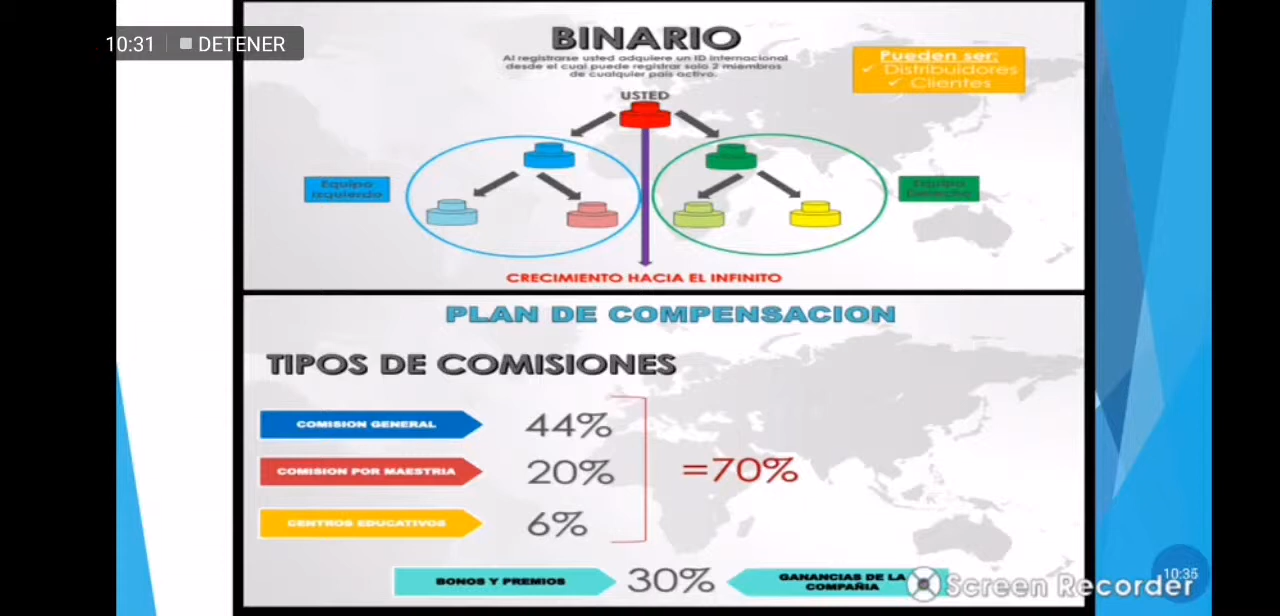 10:31
DETENER
BINARIO
Al registrarse usted adquiere un ID internacional
desde el cual puede registrar solo 2 miembros
de cualquier país activo.
Pueden ser:
✓ Distribuidores
✓ Clientes
USTED
Equipo
Izquierdo
Equipo
Derecho
CRECIMIENTO HACIA EL INFINITO
PLAN DE COMPENSACION
TIPOS DE COMISIONES
COMISION GENERAL 44%
COMISION POR MAESTRIA 20%
=70%
CENTROS EDUCATIVOS 6%
BONOS Y PREMIOS 30% GANANCIAS DE LA
COMPAÑIA
Screen Recorder
10:35